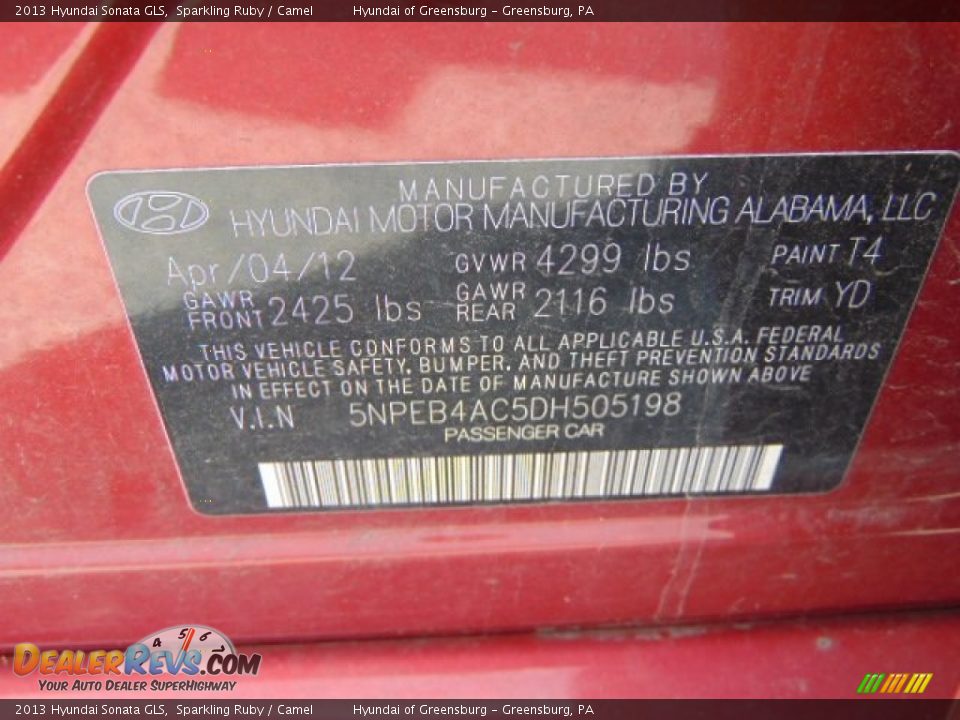 2013 Hyundai Sonata GLS, Sparkling Ruby / Camel Hyundai of Greensburg - Greensburg, PA
MANUFACTURED BY
HYUNDAI MOTOR MANUFACTURING ALABAMA, LLC
Apr/04/12 GVWR 4299 lbs PAINT T4
GAWR FRONT 2425 lbs GAWR REAR 2116 lbs TRIM YD
THIS VEHICLE CONFORMS TO ALL APPLICABLE U.S.A. FEDERAL
MOTOR VEHICLE SAFETY, BUMPER, AND THEFT PREVENTION STANDARDS
IN EFFECT ON THE DATE OF MANUFACTURE SHOWN ABOVE
V.I.N 5NPEB4AC5DH505198
PASSENGER CAR
4 5 6 7
DEALERREVS.COM
YOUR AUTO DEALER SUPERHIGHWAY
2013 Hyundai Sonata GLS, Sparkling Ruby / Camel Hyundai of Greensburg - Greensburg, PA